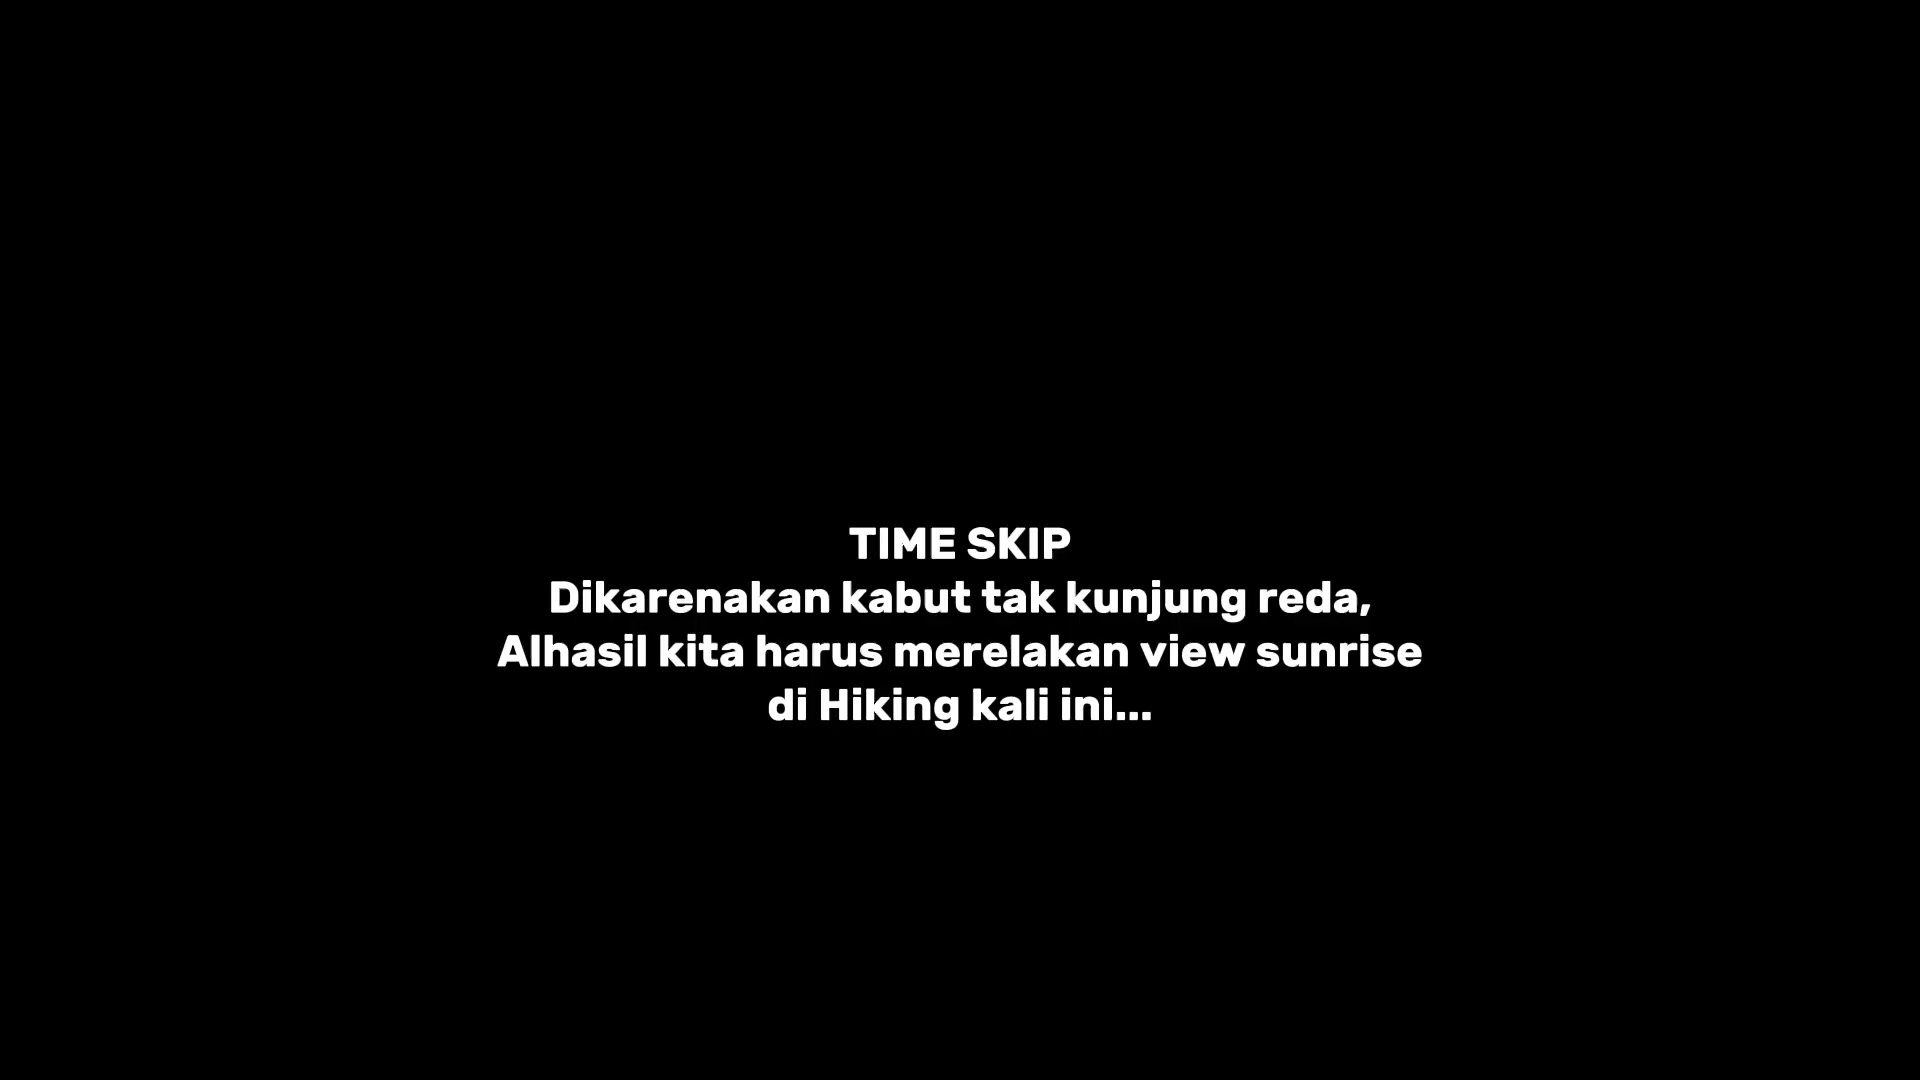 TIME SKIP
Dikarenakan kabut tak kunjung reda,
Alhasil kita harus merelakan view sunrise
di Hiking kali ini...